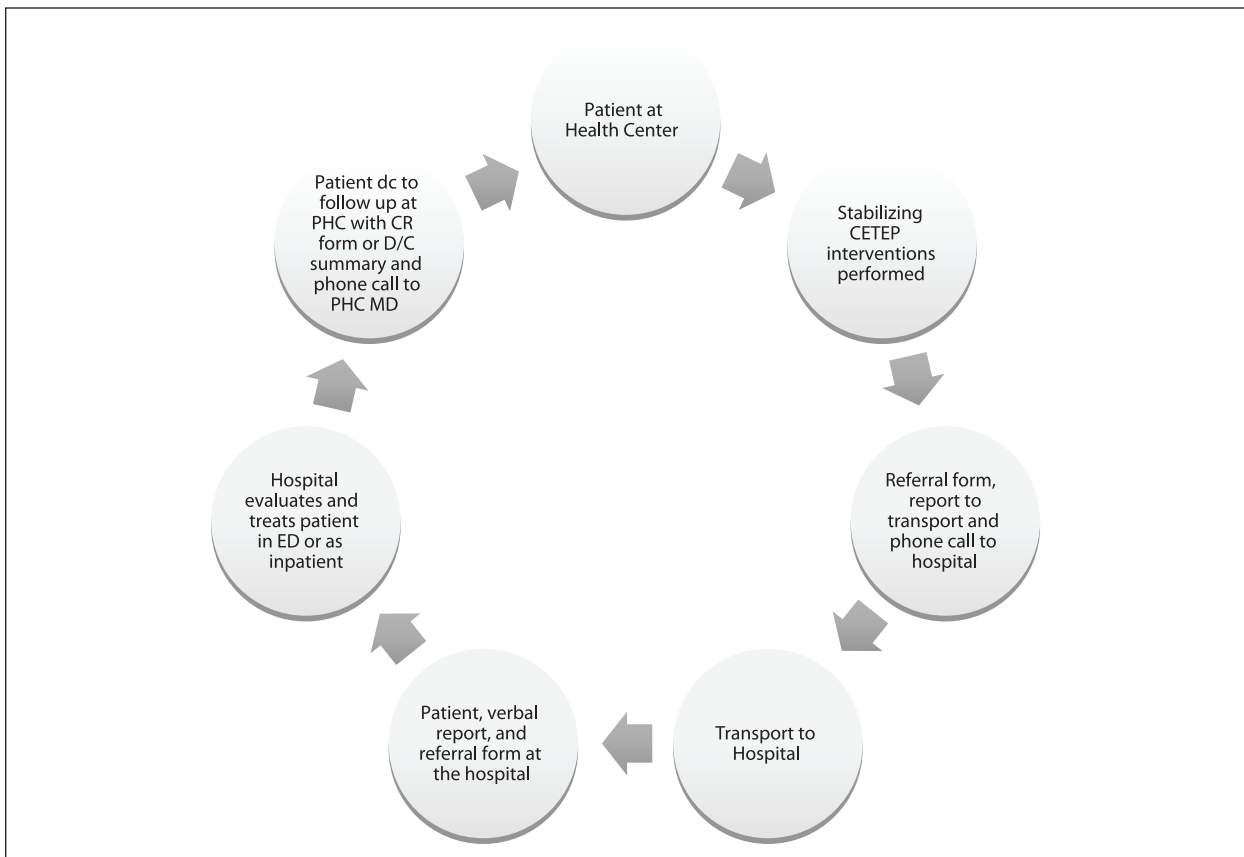 Patient at
Health Center
Stabilizing
CETEP
interventions
performed
Referral form,
report to
transport and
phone call to
hospital
Transport to
Hospital
Patient, verbal
report, and
referral form at
the hospital
Hospital
evaluates and
treats patient
in ED or as
inpatient
Patient dc to
follow up at
PHC with CR
form or D/C
summary and
phone call to
PHC MD